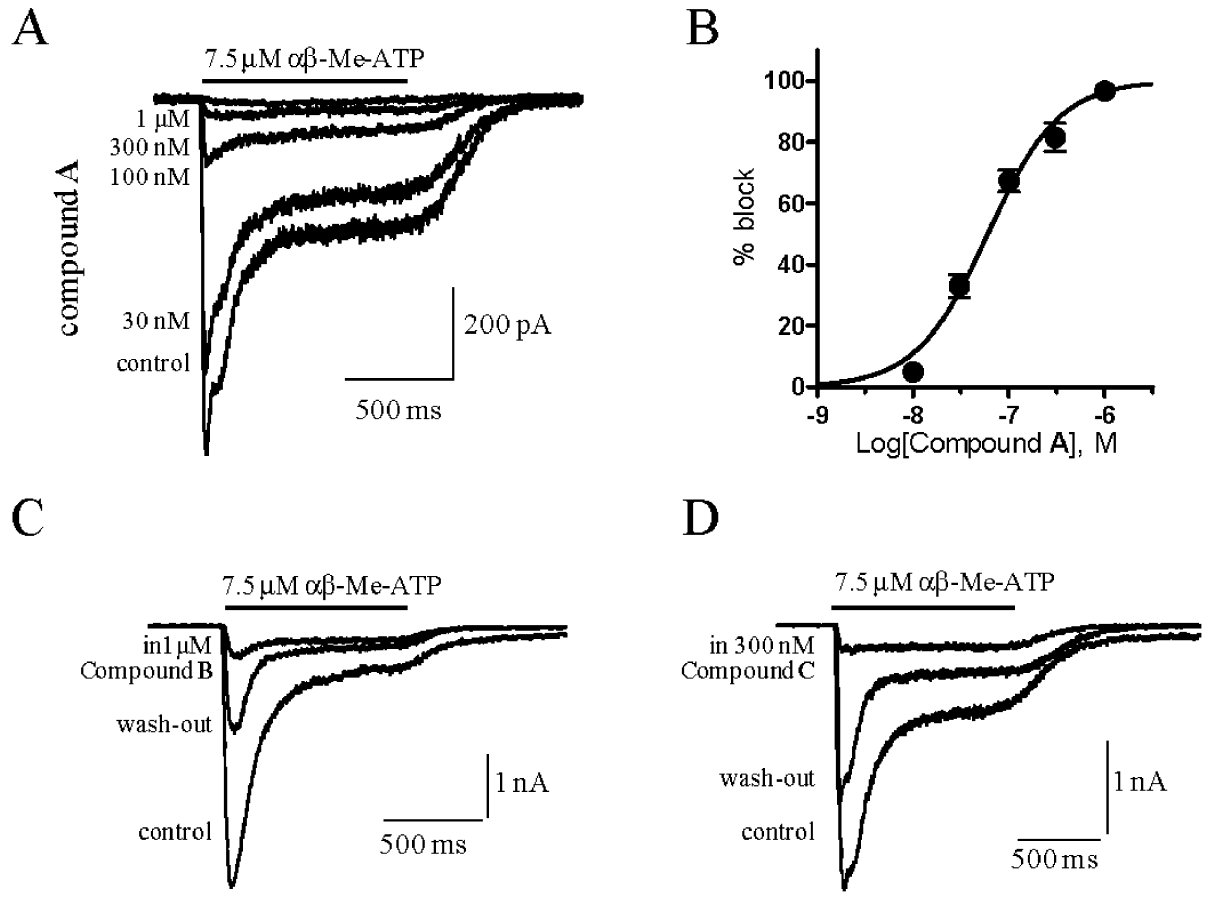 A
7.5 μM αβ-Me-ATP
1 μM
300 nM
100 nM
30 nM
control
compound A
200 pA
500 ms
B
100
80
60
40
20
0
% block
-9 -8 -7 -6
Log[Compound A], M
C
7.5 μM αβ-Me-ATP
in1 μM
Compound B
wash-out
control
1 nA
500 ms
D
7.5 μM αβ-Me-ATP
in 300 nM
Compound C
wash-out
control
1 nA
500 ms